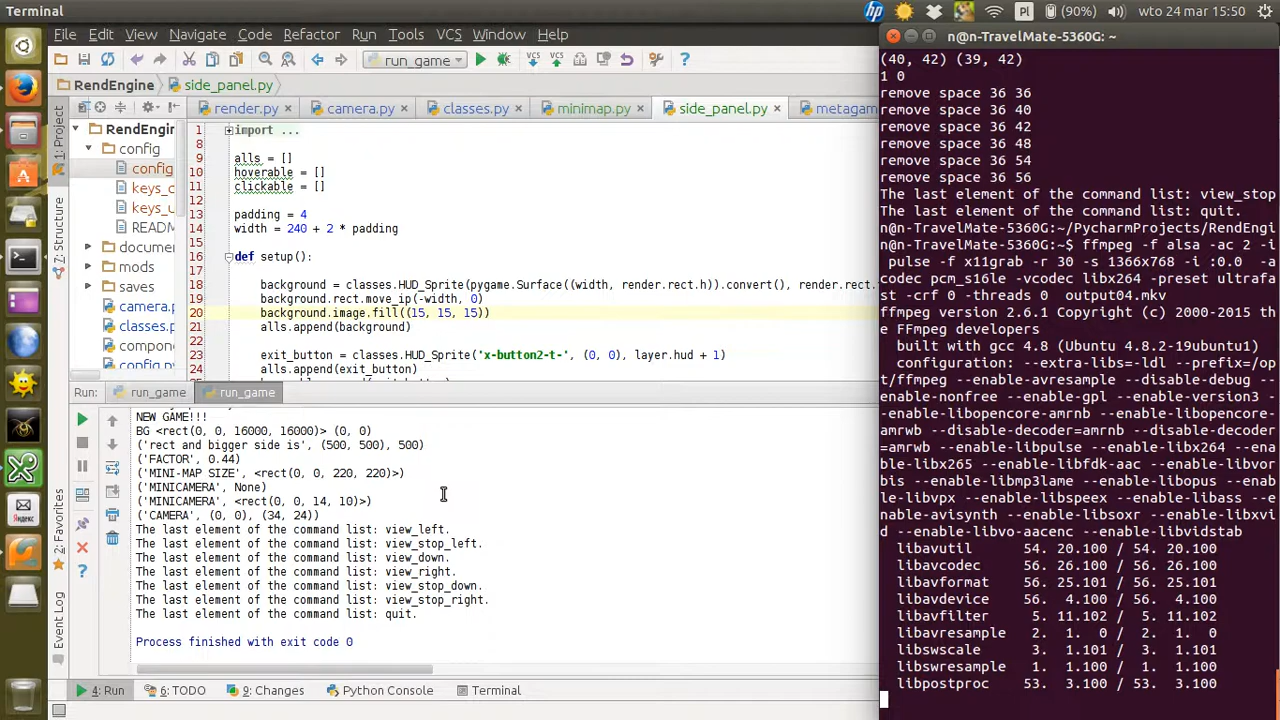 Terminal
Pl
(90%)
wto 24 mar 15:50
File Edit View Navigate Code Refactor Run Tools VCS Window Help
run_game
VCS VCS
RendEngine side_panel.py
render.py camera.py classes.py minimap.py side_panel.py metagam
1: Project
7: Structure
2: Favorites
Event Log
RendEngine
config
config
keys_c
keys_u
READM
docume
mods
saves
camera.
classes.
compone
config.py
1 import ...
9 alls = []
10 hoverable = []
11 clickable = []
12
13 padding = 4
14 width = 240 + 2 * padding
15
16 def setup():
17
18 background = classes.HUD_Sprite(pygame.Surface((width, render.rect.h)).convert(), render.rect.
19 background.rect.move_ip(-width, 0)
20 background.image.fill((15, 15, 15))
21 alls.append(background)
22
23 exit_button = classes.HUD_Sprite('x-button2-t-', (0, 0), layer.hud + 1)
24 alls.append(exit_button)
Run: run_game run_game
NEW GAME!!!
BG <rect(0, 0, 16000, 16000)> (0, 0)
('rect and bigger side is', (500, 500), 500)
('FACTOR', 0.44)
('MINI-MAP SIZE', <rect(0, 0, 220, 220)>)
('MINICAMERA', None)
('MINICAMERA', <rect(0, 0, 14, 10)>)
('CAMERA', (0, 0), (34, 24))
The last element of the command list: view_left.
The last element of the command list: view_stop_left.
The last element of the command list: view_down.
The last element of the command list: view_right.
The last element of the command list: view_stop_down.
The last element of the command list: view_stop_right.
The last element of the command list: quit.
Process finished with exit code 0
4: Run 6: TODO 9: Changes Python Console Terminal
n@n-TravelMate-5360G: ~
(40, 42) (39, 42)
1 0
remove space 36 36
remove space 36 40
remove space 36 42
remove space 36 48
remove space 36 54
remove space 36 56
The last element of the command list: view_stop
The last element of the command list: quit.
n@n-TravelMate-5360G:~/PycharmProjects/RendEngi
n@n-TravelMate-5360G:~$ ffmpeg -f alsa -ac 2 -i
 pulse -f x11grab -r 30 -s 1366x768 -i :0.0 -a
codec pcm_s16le -vcodec libx264 -preset ultrafa
st -crf 0 -threads 0 output04.mkv
ffmpeg version 2.6.1 Copyright (c) 2000-2015 the
 FFmpeg developers
built with gcc 4.8 (Ubuntu 4.8.2-19ubuntu1)
configuration: --extra-libs=-ldl --prefix=/op
t/ffmpeg --enable-avresample --disable-debug --
enable-nonfree --enable-gpl --enable-version3 -
-enable-libopencore-amrnb --enable-libopencore-
amrwb --disable-decoder=amrnb --disable-decoder
=amrwb --enable-libpulse --enable-libx264 --ena
ble-libx265 --enable-libfdk-aac --enable-libvor
bis --enable-libmp3lame --enable-libopus --enab
le-libvpx --enable-libspeex --enable-libass --e
nable-avisynth --enable-libsoxr --enable-libxvi
d --enable-libvo-aacenc --enable-libvidstab
libavutil 54. 20.100 / 54. 20.100
libavcodec 56. 26.100 / 56. 26.100
libavformat 56. 25.101 / 56. 25.101
libavdevice 56. 4.100 / 56. 4.100
libavfilter 5. 11.102 / 5. 11.102
libavresample 2. 1. 0 / 2. 1. 0
libswscale 3. 1.101 / 3. 1.101
libswresample 1. 1.100 / 1. 1.100
libpostproc 53. 3.100 / 53. 3.100